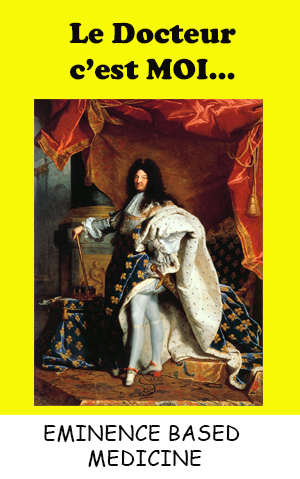 Le Docteur
c’est MOI...
EMINENCE BASED
MEDICINE